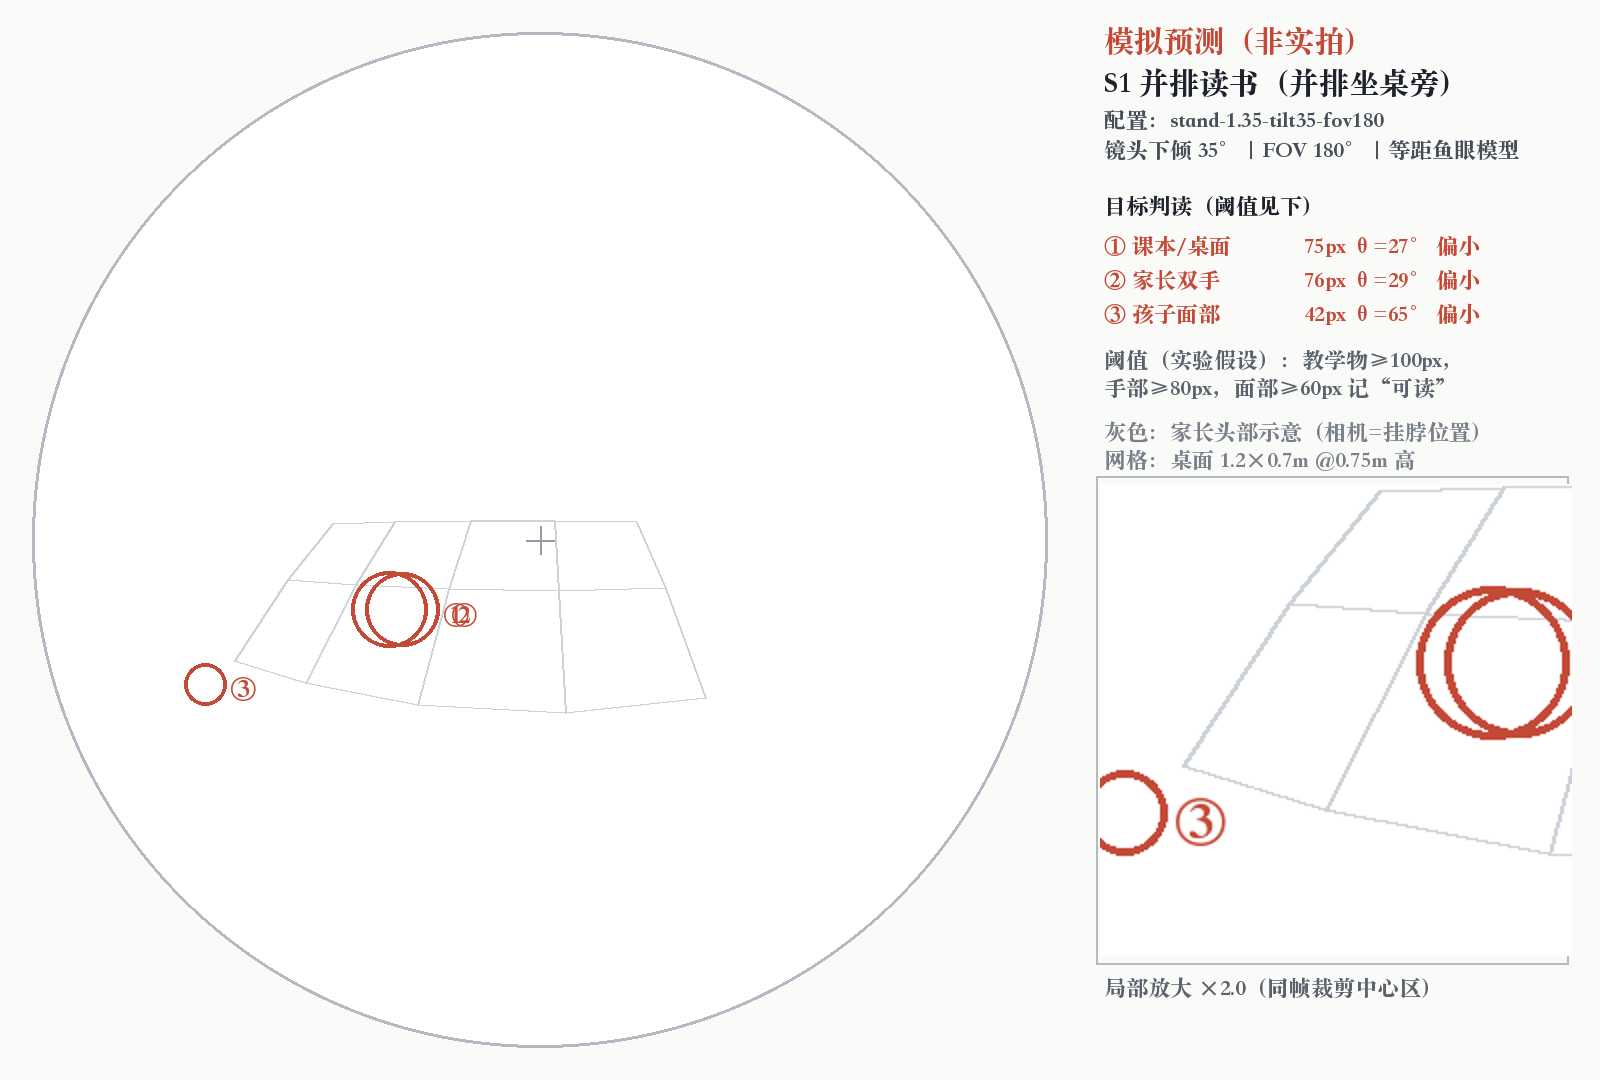 模拟预测（非实拍）
S1 并排读书（并排坐桌旁）
配置：stand-1.35-tilt35-fov180
镜头下倾 35° | FOV 180° | 等距鱼眼模型
目标判读（阈值见下）
① 课本/桌面 75px θ=27° 偏小
② 家长双手 76px θ=29° 偏小
③ 孩子面部 42px θ=65° 偏小
阈值（实验假设）：教学物≥100px，
手部≥80px，面部≥60px 记“可读”
灰色：家长头部示意（相机=挂脖位置）
网格：桌面 1.2×0.7m @0.75m 高
①②
③
③
局部放大 ×2.0（同帧裁剪中心区）